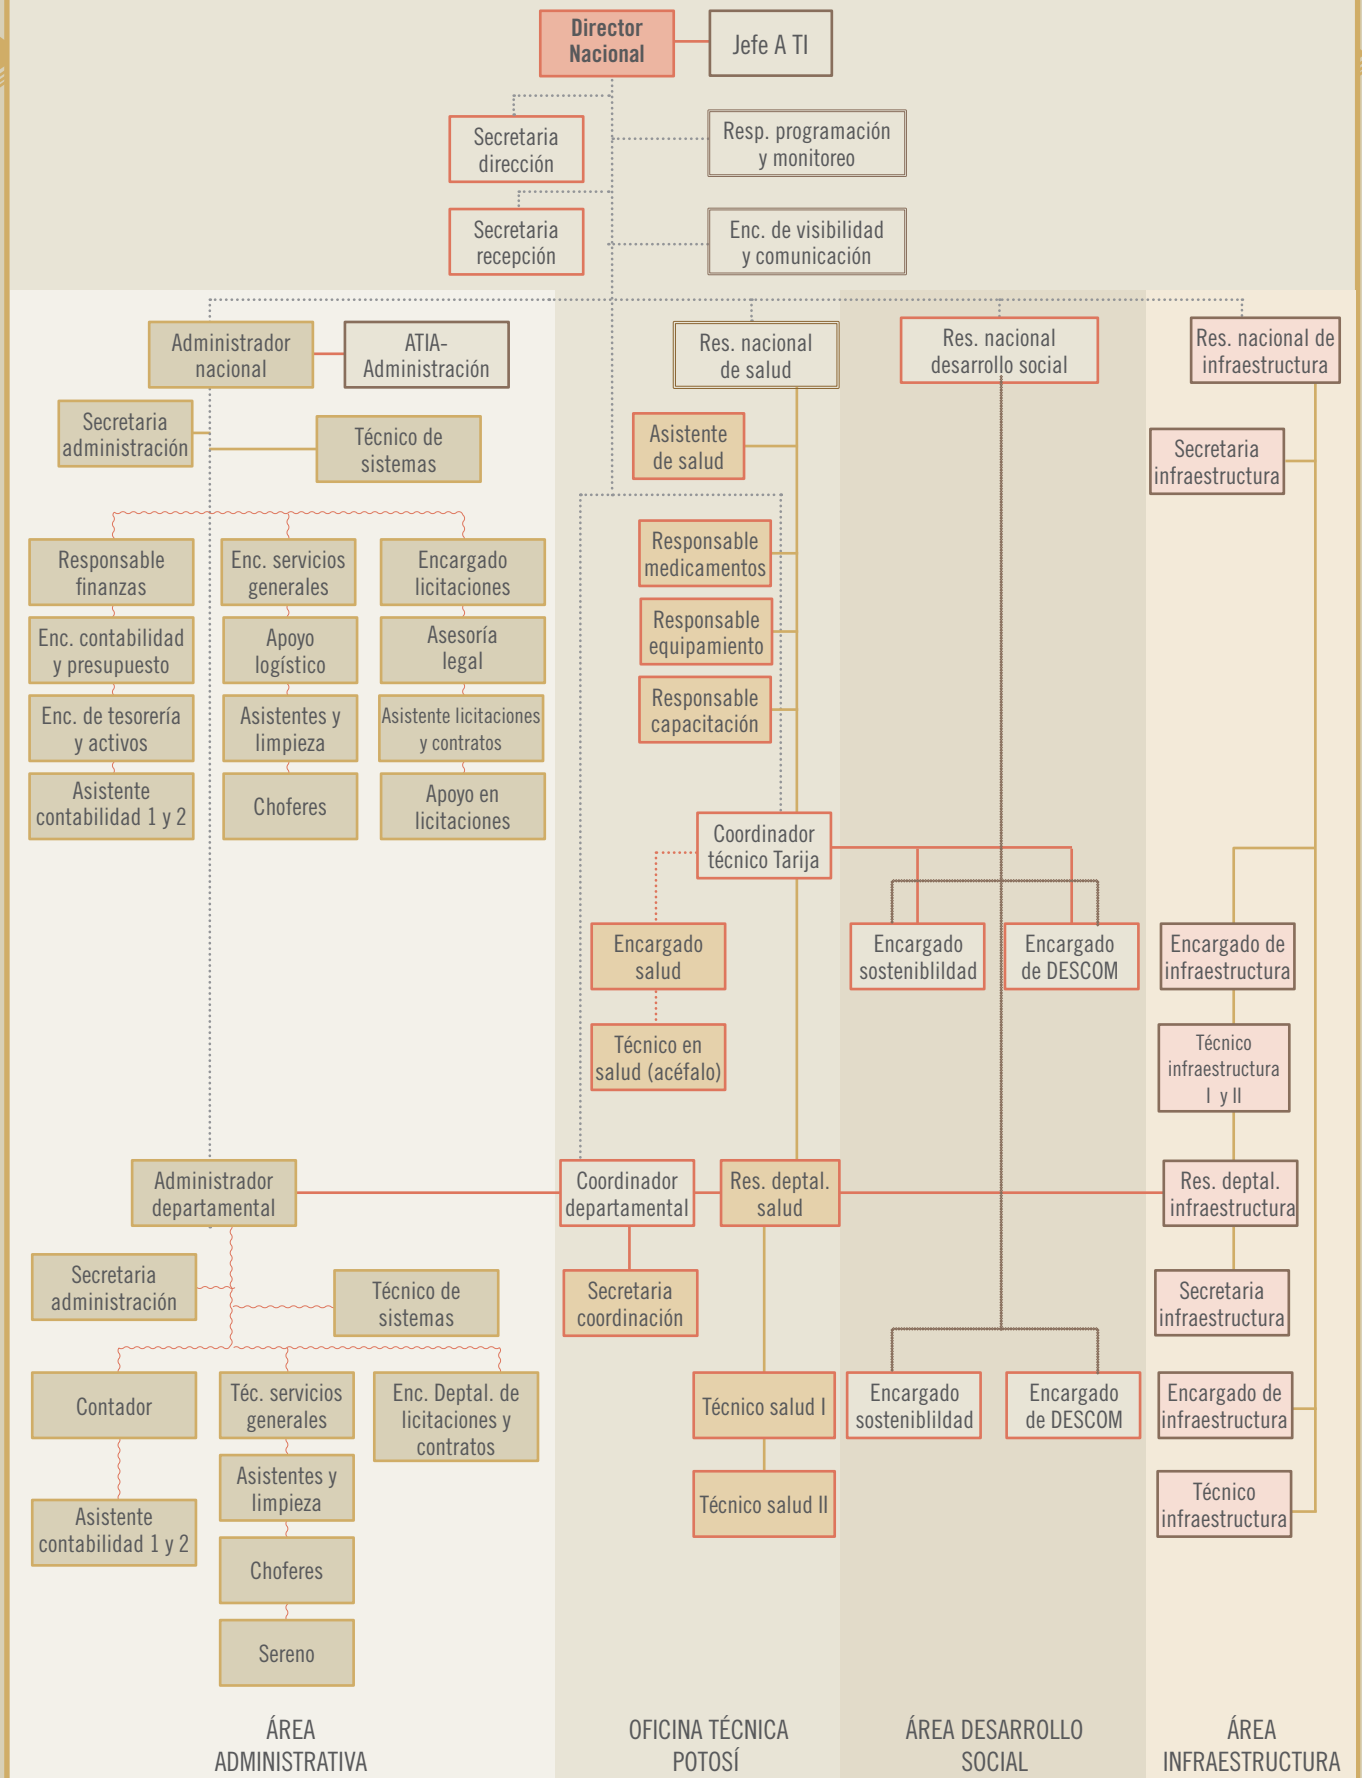 Director
Nacional
Jefe A TI
Secretaria
dirección
Resp. programación
y monitoreo
Secretaria
recepción
Enc. de visibilidad
y comunicación
Administrador
nacional
ATIA-
Administración
Res. nacional
de salud
Res. nacional
desarrollo social
Res. nacional de
infraestructura
Secretaria
administración
Técnico de
sistemas
Asistente
de salud
Secretaria
infraestructura
Responsable
finanzas
Enc. servicios
generales
Encargado
licitaciones
Responsable
medicamentos
Enc. contabilidad
y presupuesto
Apoyo
logístico
Asesoría
legal
Responsable
equipamiento
Enc. de tesorería
y activos
Asistentes y
limpieza
Asistente licitaciones
y contratos
Responsable
capacitación
Asistente
contabilidad 1 y 2
Choferes
Apoyo en
licitaciones
Coordinador
técnico Tarija
Encargado
salud
Encargado
sosteniblildad
Encargado
de DESCOM
Encargado de
infraestructura
Técnico en
salud (acéfalo)
Técnico
infraestructura
I y II
Administrador
departamental
Coordinador
departamental
Res. deptal.
salud
Res. deptal.
infraestructura
Secretaria
administración
Técnico de
sistemas
Secretaria
coordinación
Secretaria
infraestructura
Contador
Téc. servicios
generales
Enc. Deptal. de
licitaciones y
contratos
Técnico salud I
Encargado
sosteniblildad
Encargado
de DESCOM
Encargado de
infraestructura
Asistentes y
limpieza
Técnico salud II
Técnico
infraestructura
Asistente
contabilidad 1 y 2
Choferes
Sereno
ÁREA
ADMINISTRATIVA
OFICINA TÉCNICA
POTOSÍ
ÁREA DESARROLLO
SOCIAL
ÁREA
INFRAESTRUCTURA